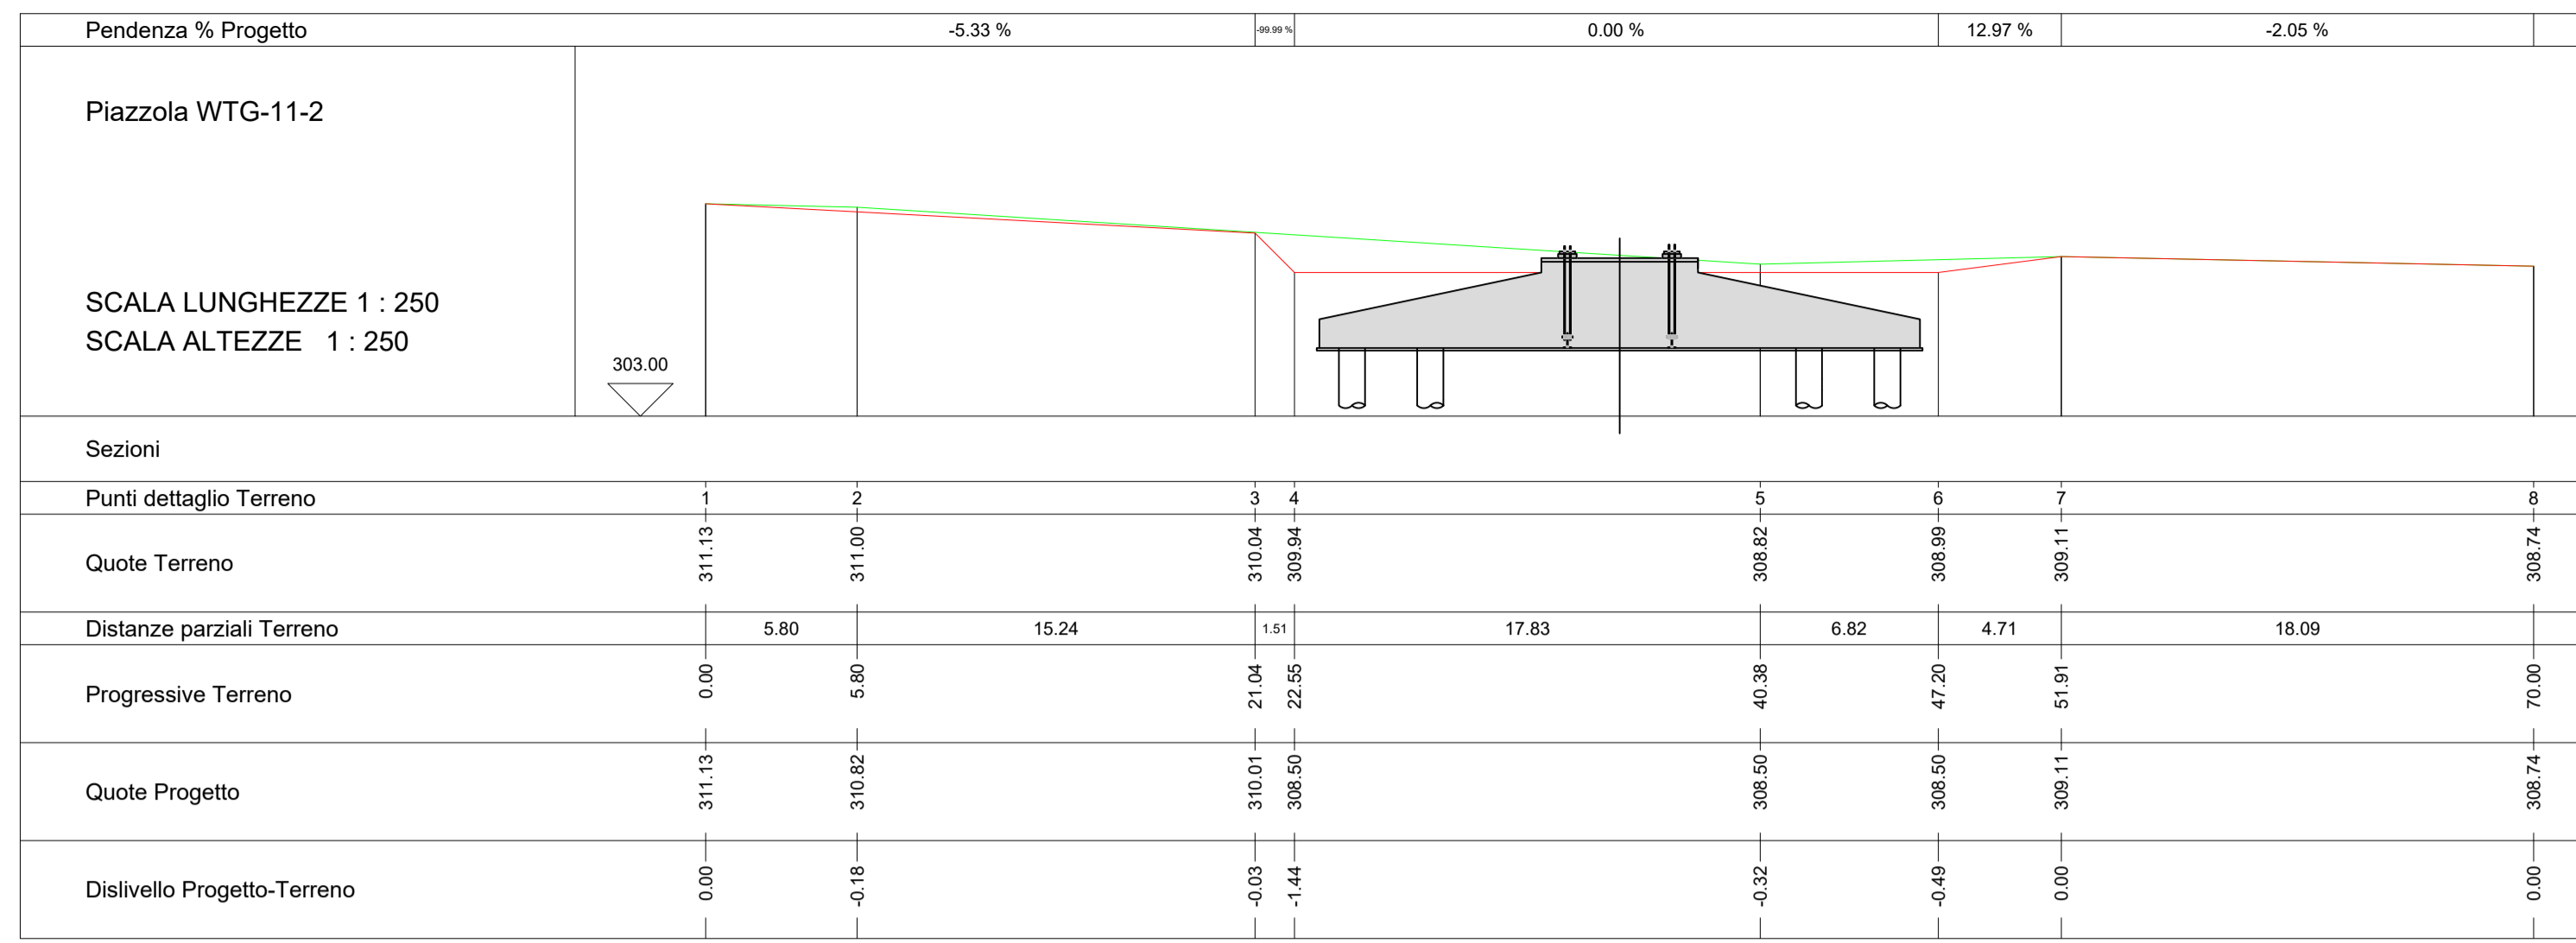 Pendenza % Progetto -5.33 % -99.99 % 0.00 % 12.97 % -2.05 %
Piazzola WTG-11-2
SCALA LUNGHEZZE 1 : 250
SCALA ALTEZZE 1 : 250
303.00
Sezioni
Punti dettaglio Terreno 1 2 3 4 5 6 7 8
Quote Terreno 311.13 311.00 310.04 309.94 308.82 308.99 309.11 308.74
Distanze parziali Terreno 5.80 15.24 1.51 17.83 6.82 4.71 18.09
Progressive Terreno 0.00 5.80 21.04 22.55 40.38 47.20 51.91 70.00
Quote Progetto 311.13 310.82 310.01 308.50 308.50 308.50 309.11 308.74
Dislivello Progetto-Terreno 0.00 -0.18 -0.03 -1.44 -0.32 -0.49 0.00 0.00